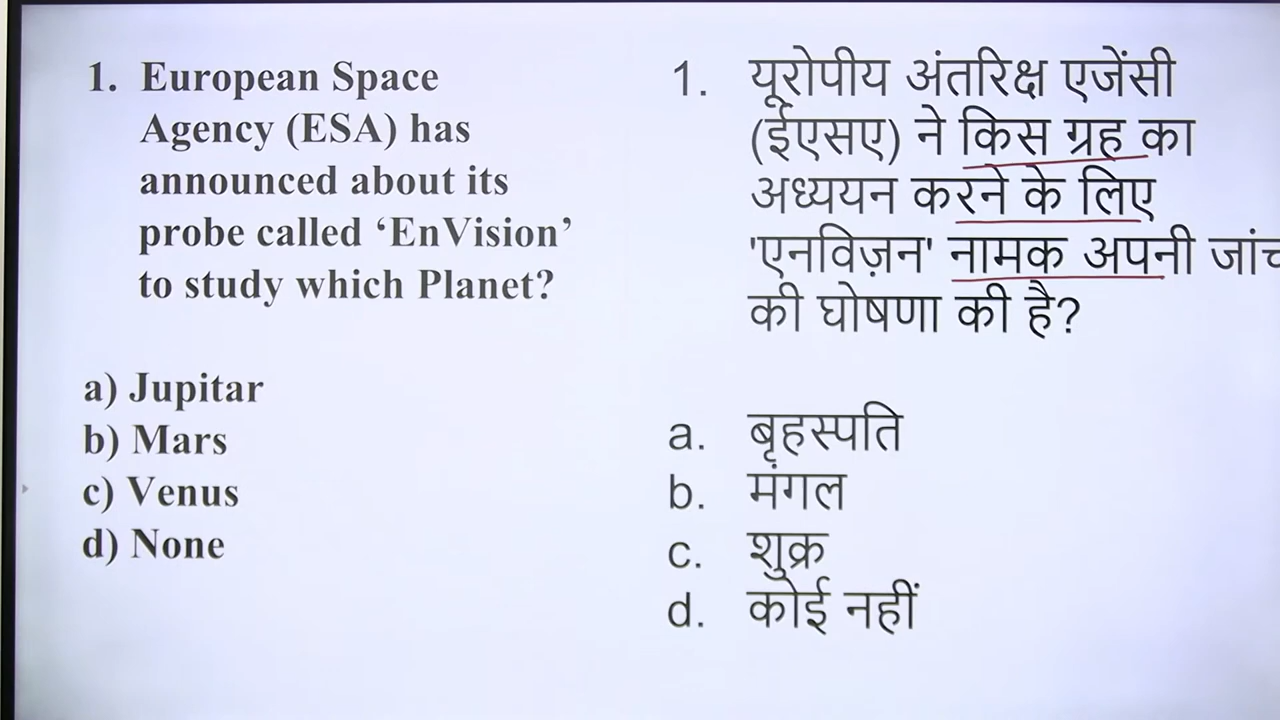 1. European Space
Agency (ESA) has
announced about its
probe called ‘EnVision’
to study which Planet?
a) Jupitar
b) Mars
c) Venus
d) None
1. यूरोपीय अंतरिक्ष एजेंसी
(ईएसए) ने किस ग्रह का
अध्ययन करने के लिए
'एनविज़न' नामक अपनी जांच
की घोषणा की है?
a. बृहस्पति
b. मंगल
c. शुक्र
d. कोई नहीं